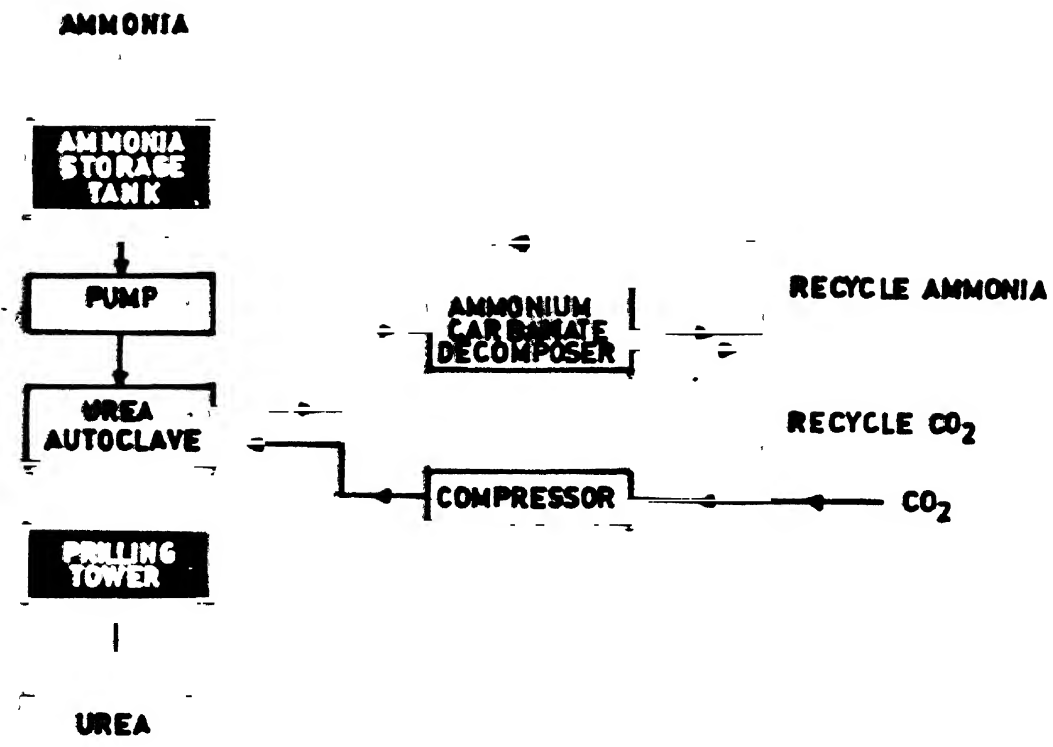 AMMONIA
AMMONIA
STORAGE
TANK
PUMP
UREA
AUTOCLAVE
PRILLING
TOWER
UREA
AMMONIUM
CARBAMATE
DECOMPOSER
COMPRESSOR
RECYCLE AMMONIA
RECYCLE CO₂
CO₂